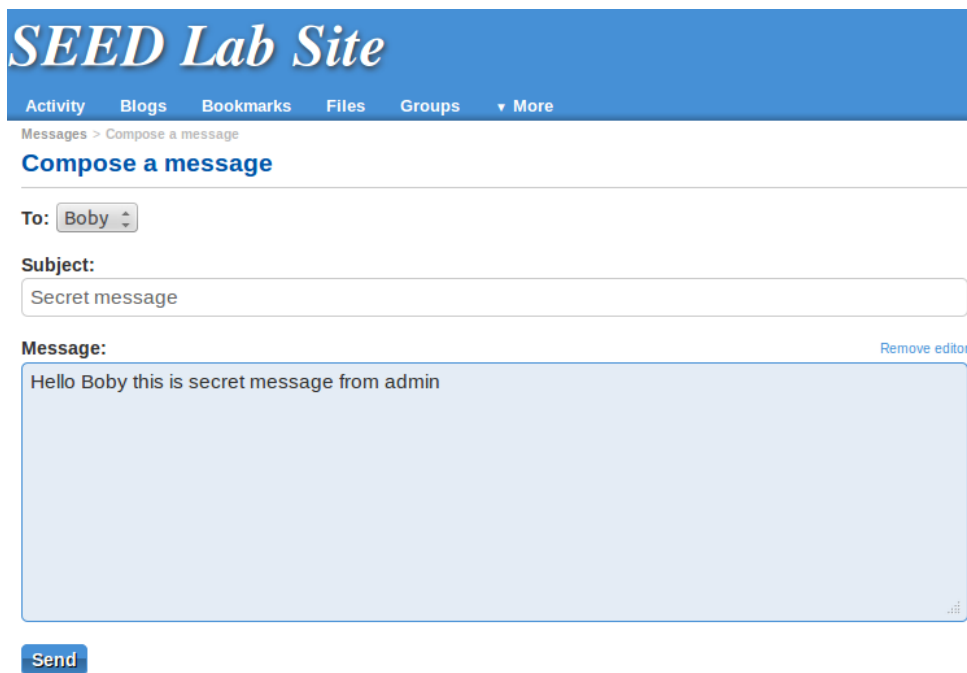 SEED Lab Site
Activity Blogs Bookmarks Files Groups ▼ More
Messages > Compose a message
Compose a message
To: Boby
Subject:
Secret message
Message: Remove editor
Hello Boby this is secret message from admin
Send